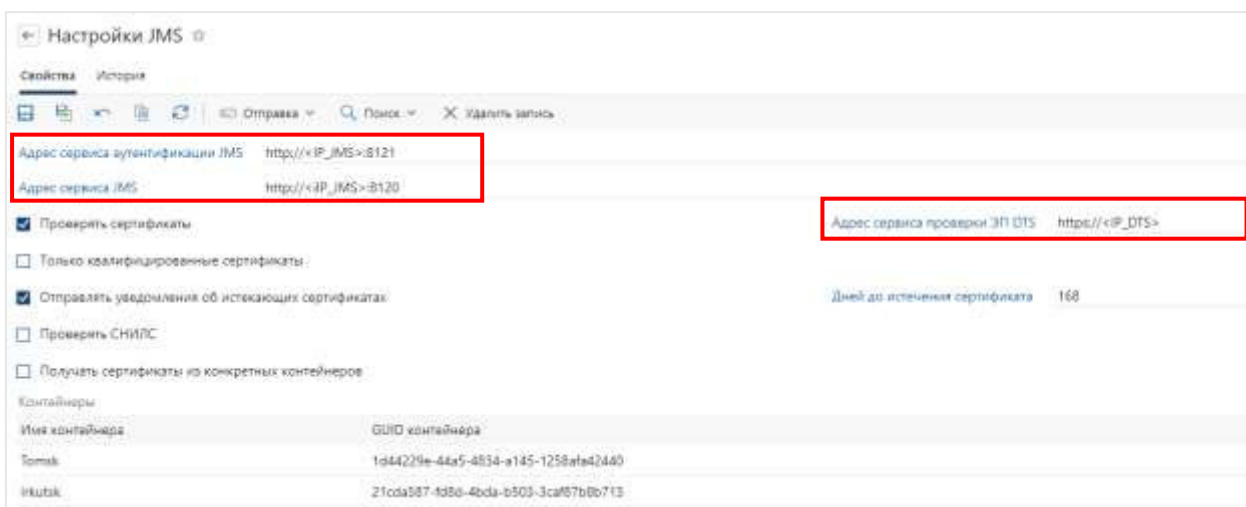 Настройки JMS
Свойства История
Отправка Поиск Удалить запись
Адрес сервиса аутентификации JMS http://<IP_JMS>:8121
Адрес сервиса JMS http://<IP_JMS>:8120
Проверять сертификаты Адрес сервиса проверки ЭП DTS https://<IP_DTS>
Только квалифицированные сертификаты
Отправлять уведомления об истекающих сертификатах Дней до истечения сертификата 168
Проверять СНИЛС
Получать сертификаты из конкретных контейнеров
Контейнеры
Имя контейнера GUID контейнера
Tomsk 1d44229e-44a5-4834-a145-1258afa42440
Irkutsk 21cda587-fd8d-4bda-b503-3caf87b8b713